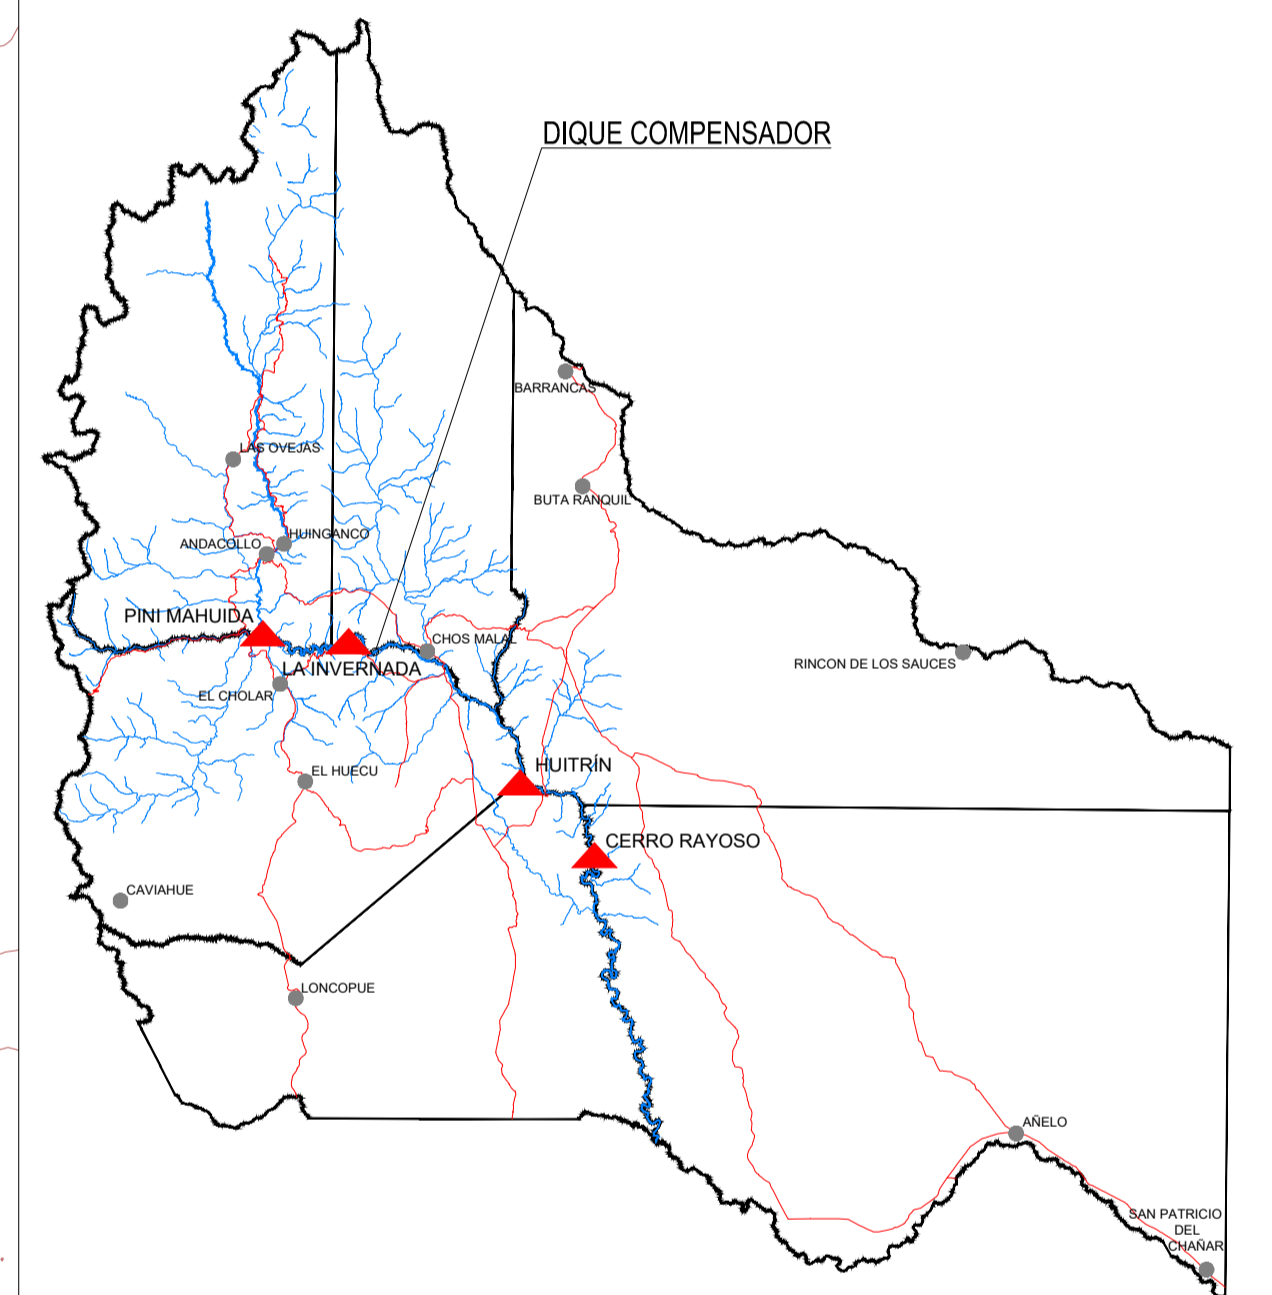 DIQUE COMPENSADOR
BARRANCAS
LAS OVEJAS
BUTA RANQUIL
HUINGANCO
ANDACOLLO
PINI MAHUIDA
CHOS MALAL
RINCON DE LOS SAUCES
LA INVERNADA
EL CHOLAR
HUITRÍN
EL HUECU
CERRO RAYOSO
CAVIAHUE
LONCOPUE
AÑELO
SAN PATRICIO
DEL
CHAÑAR